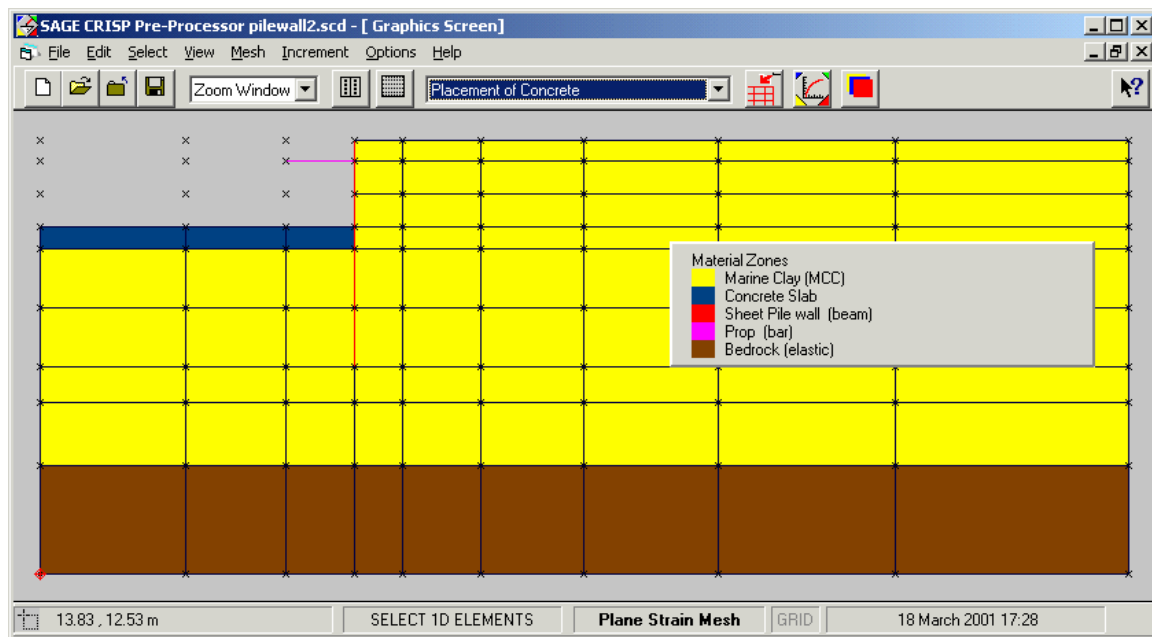 SAGE CRISP Pre-Processor pilewall2.scd - [ Graphics Screen]
File Edit Select View Mesh Increment Options Help
Zoom Window Placement of Concrete
Material Zones
Marine Clay (MCC)
Concrete Slab
Sheet Pile wall (beam)
Prop (bar)
Bedrock (elastic)
13.83 , 12.53 m SELECT 1D ELEMENTS Plane Strain Mesh GRID 18 March 2001 17:28